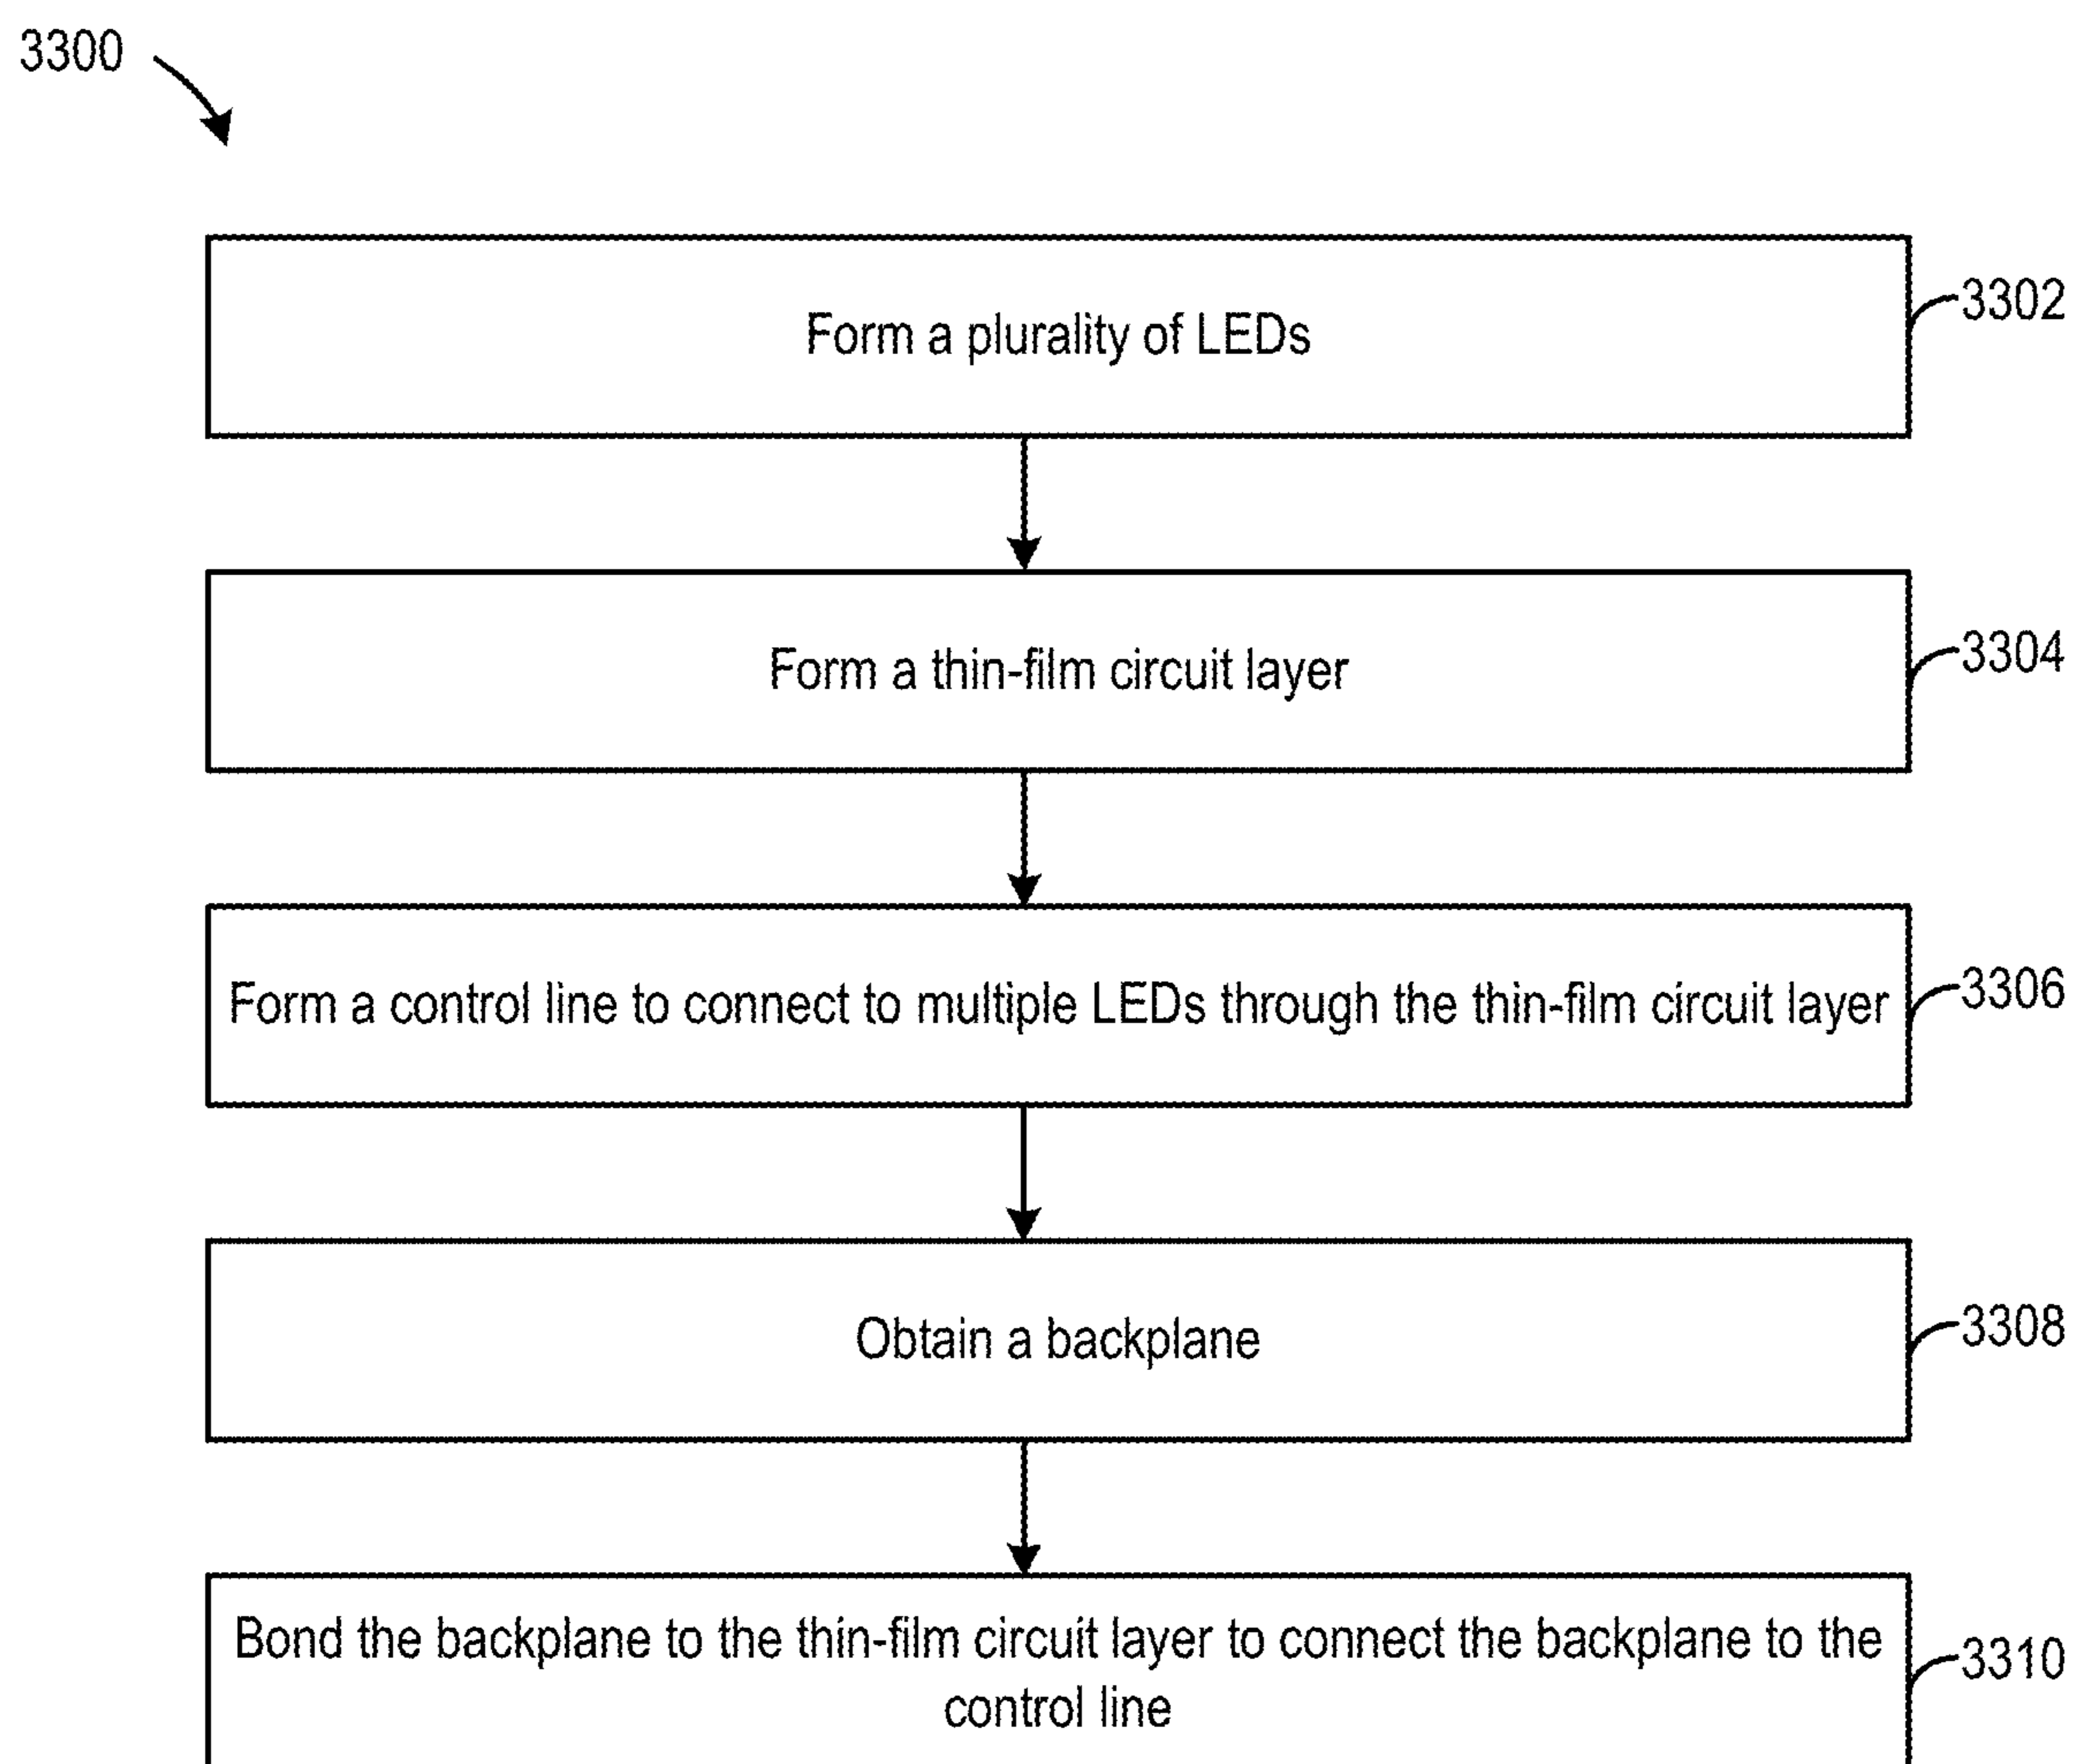 3300
Form a plurality of LEDs
3302
Form a thin-film circuit layer
3304
Form a control line to connect to multiple LEDs through the thin-film circuit layer
3306
Obtain a backplane
3308
Bond the backplane to the thin-film circuit layer to connect the backplane to the
control line
3310